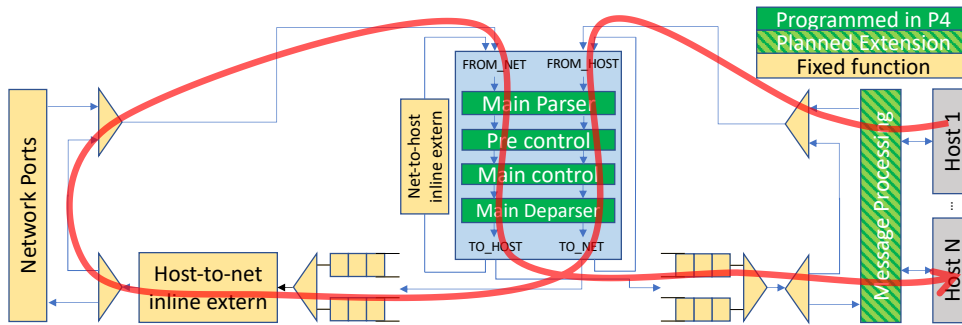 Programmed in P4
Planned Extension
Fixed function
FROM_NET
FROM_HOST
Network Ports
Net-to-host
inline extern
Main Parser
Pre control
Main control
Main Deparser
TO_HOST
TO_NET
Host-to-net
inline extern
Message Processing
Host 1
...
Host N